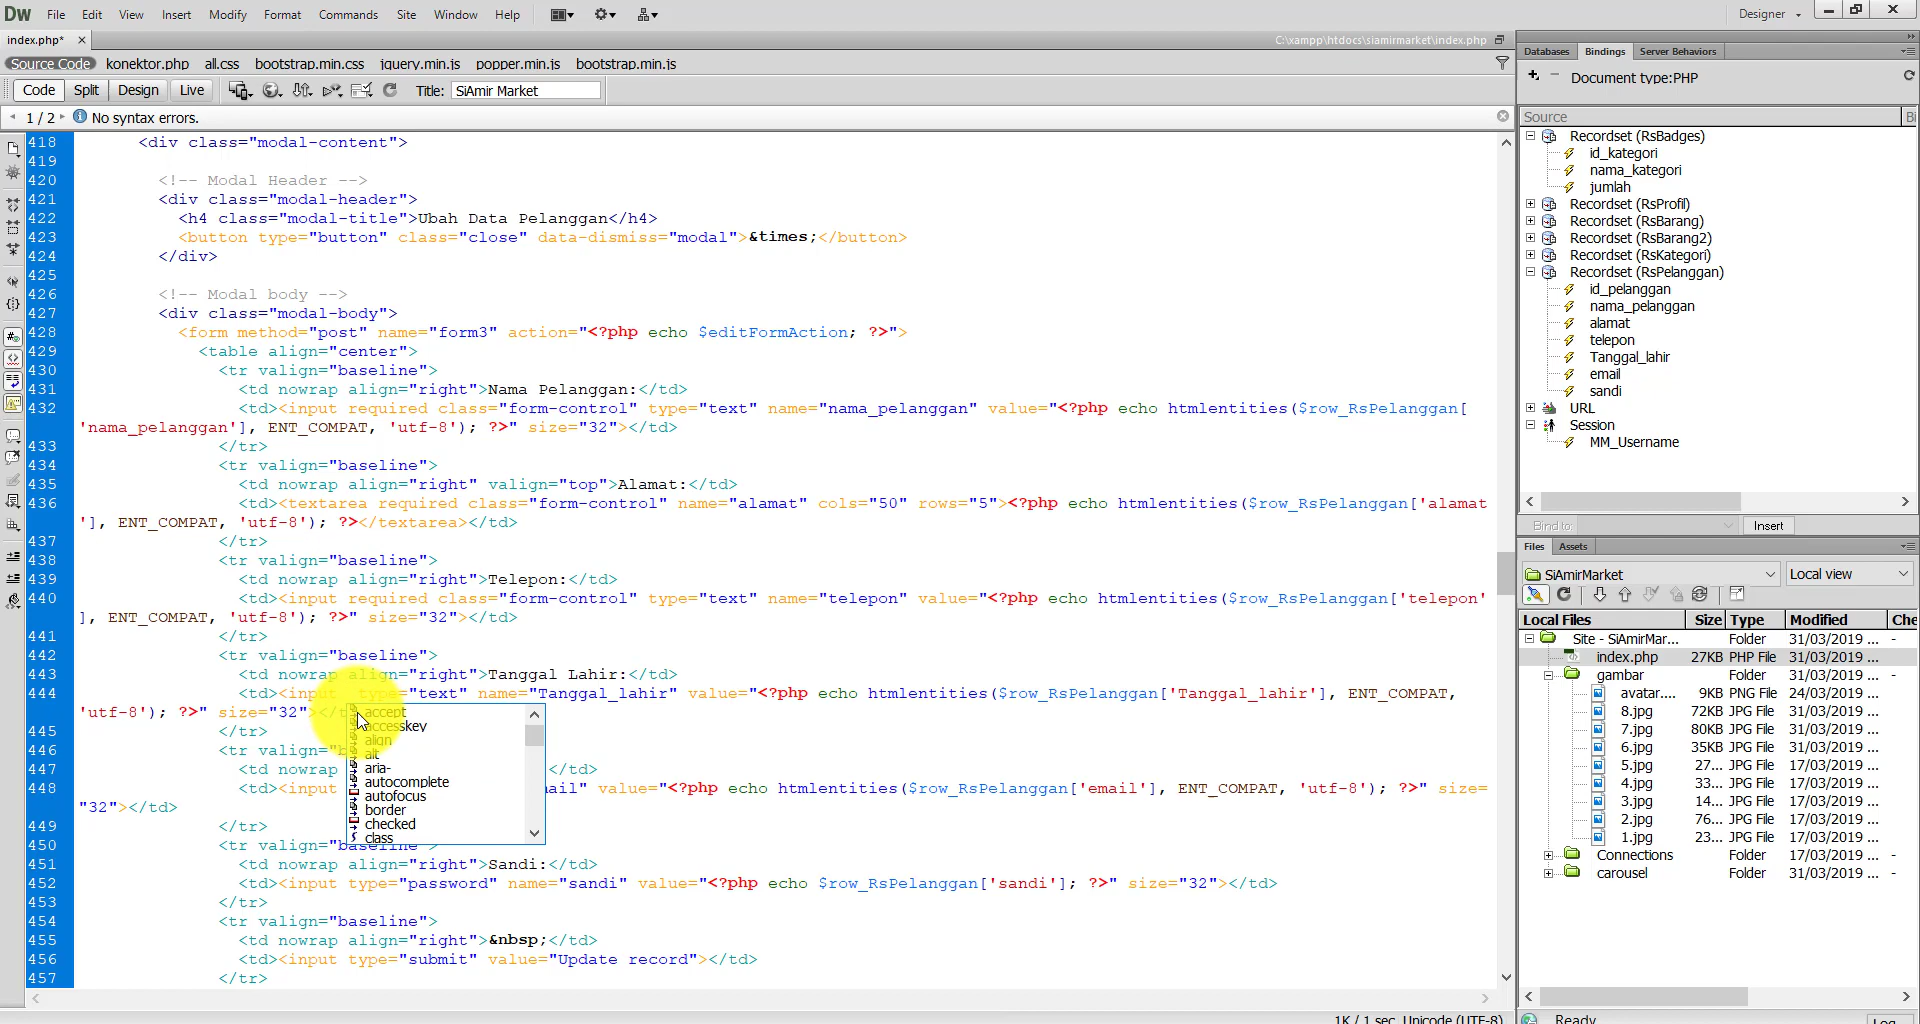 Dw File Edit View Insert Modify Format Commands Site Window Help Designer
index.php* C:\xampp\htdocs\siamirmarket\index.php
Source Code konektor.php all.css bootstrap.min.css jquery.min.js popper.min.js bootstrap.min.js
Code Split Design Live Title: SiAmir Market
1 / 2 No syntax errors.
418 <div class="modal-content">
419
420 <!-- Modal Header -->
421 <div class="modal-header">
422 <h4 class="modal-title">Ubah Data Pelanggan</h4>
423 <button type="button" class="close" data-dismiss="modal">&times;</button>
424 </div>
425
426 <!-- Modal body -->
427 <div class="modal-body">
428 <form method="post" name="form3" action="<?php echo $editFormAction; ?>">
429 <table align="center">
430 <tr valign="baseline">
431 <td nowrap align="right">Nama Pelanggan:</td>
432 <td><input required class="form-control" type="text" name="nama_pelanggan" value="<?php echo htmlentities($row_RsPelanggan[
'nama_pelanggan'], ENT_COMPAT, 'utf-8'); ?>" size="32"></td>
433 </tr>
434 <tr valign="baseline">
435 <td nowrap align="right" valign="top">Alamat:</td>
436 <td><textarea required class="form-control" name="alamat" cols="50" rows="5"><?php echo htmlentities($row_RsPelanggan['alamat
'], ENT_COMPAT, 'utf-8'); ?></textarea></td>
437 </tr>
438 <tr valign="baseline">
439 <td nowrap align="right">Telepon:</td>
440 <td><input required class="form-control" type="text" name="telepon" value="<?php echo htmlentities($row_RsPelanggan['telepon'
], ENT_COMPAT, 'utf-8'); ?>" size="32"></td>
441 </tr>
442 <tr valign="baseline">
443 <td nowrap align="right">Tanggal Lahir:</td>
444 <td><input type="text" name="Tanggal_lahir" value="<?php echo htmlentities($row_RsPelanggan['Tanggal_lahir'], ENT_COMPAT,
'utf-8'); ?>" size="32"></t
445 </tr>
446 <tr valign="b
447 <td nowrap </td>
448 <td><input ail" value="<?php echo htmlentities($row_RsPelanggan['email'], ENT_COMPAT, 'utf-8'); ?>" size=
"32"></td>
449 </tr>
450 <tr valign="baseline">
451 <td nowrap align="right">Sandi:</td>
452 <td><input type="password" name="sandi" value="<?php echo $row_RsPelanggan['sandi']; ?>" size="32"></td>
453 </tr>
454 <tr valign="baseline">
455 <td nowrap align="right">&nbsp;</td>
456 <td><input type="submit" value="Update record"></td>
457 </tr>
accept
accesskey
align
alt
aria-
autocomplete
autofocus
border
checked
class
1K / 1 sec Unicode (UTF-8)
Databases Bindings Server Behaviors
Document type:PHP
Source Bi
Recordset (RsBadges)
id_kategori
nama_kategori
jumlah
Recordset (RsProfil)
Recordset (RsBarang)
Recordset (RsBarang2)
Recordset (RsKategori)
Recordset (RsPelanggan)
id_pelanggan
nama_pelanggan
alamat
telepon
Tanggal_lahir
email
sandi
URL
Session
MM_Username
Bind to: Insert
Files Assets
SiAmirMarket Local view
Local Files Size Type Modified Che
Site - SiAmirMar... Folder 31/03/2019 ... -
index.php 27KB PHP File 31/03/2019 ...
gambar Folder 31/03/2019 ... -
avatar.... 9KB PNG File 24/03/2019 ...
8.jpg 72KB JPG File 17/03/2019 ...
7.jpg 80KB JPG File 17/03/2019 ...
6.jpg 35KB JPG File 17/03/2019 ...
5.jpg 27... JPG File 17/03/2019 ...
4.jpg 33... JPG File 17/03/2019 ...
3.jpg 14... JPG File 17/03/2019 ...
2.jpg 76... JPG File 17/03/2019 ...
1.jpg 23... JPG File 17/03/2019 ...
Connections Folder 17/03/2019 ... -
carousel Folder 17/03/2019 ... -
Ready Log